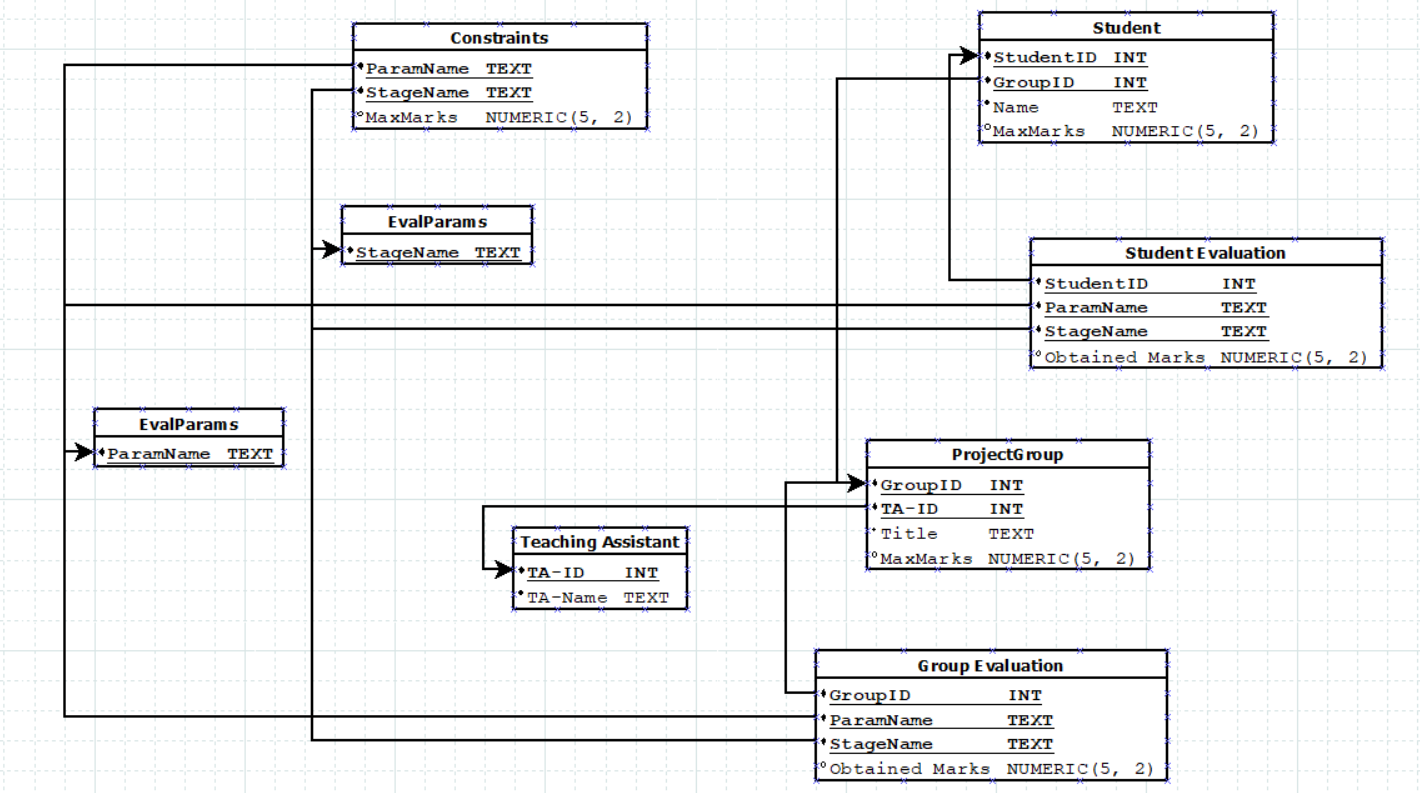 Constraints
ParamName TEXT
StageName TEXT
MaxMarks NUMERIC(5, 2)
Student
StudentID INT
GroupID INT
Name TEXT
MaxMarks NUMERIC(5, 2)
EvalParams
StageName TEXT
Student Evaluation
StudentID INT
ParamName TEXT
StageName TEXT
Obtained Marks NUMERIC(5, 2)
EvalParams
ParamName TEXT
ProjectGroup
GroupID INT
TA-ID INT
Title TEXT
MaxMarks NUMERIC(5, 2)
Teaching Assistant
TA-ID INT
TA-Name TEXT
Group Evaluation
GroupID INT
ParamName TEXT
StageName TEXT
Obtained Marks NUMERIC(5, 2)